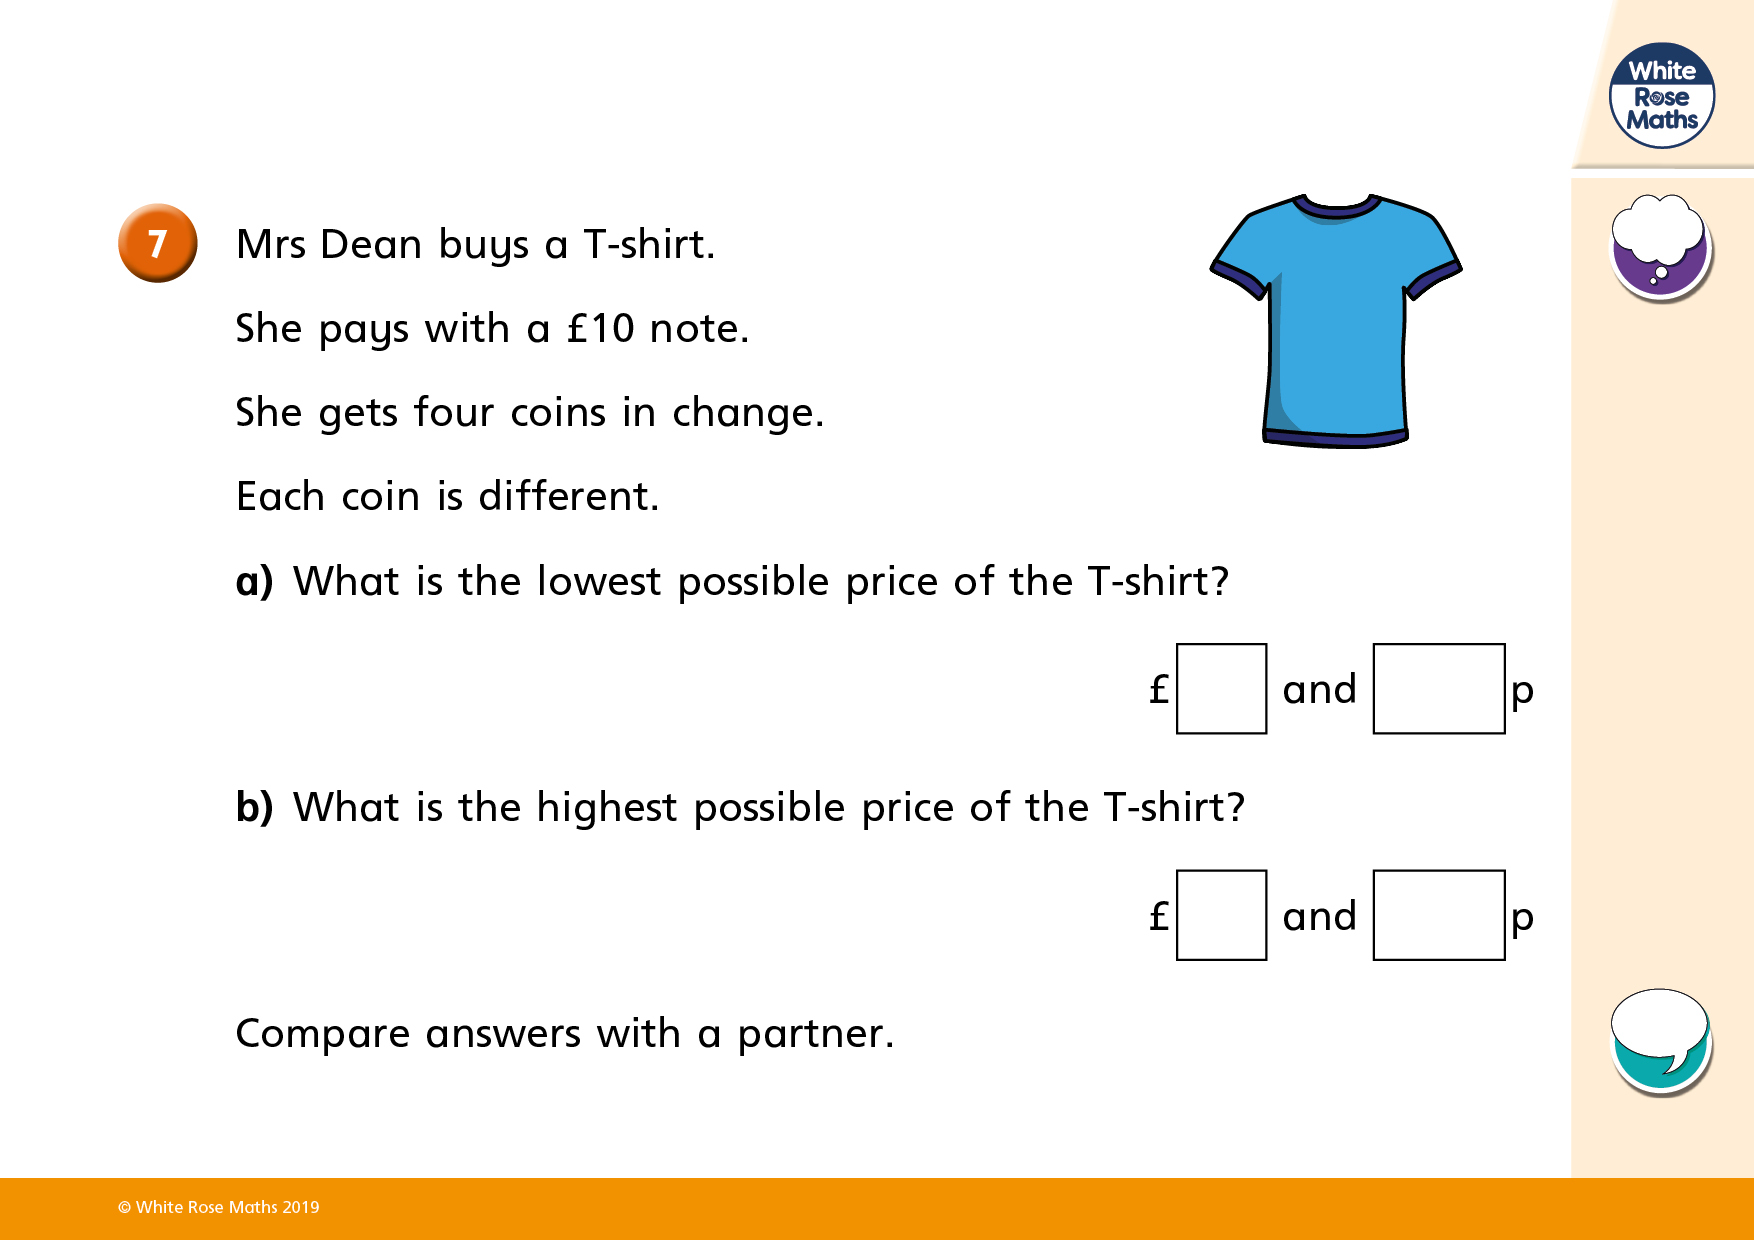 White
Rose
Maths
7 Mrs Dean buys a T-shirt.
She pays with a £10 note.
She gets four coins in change.
Each coin is different.
a) What is the lowest possible price of the T-shirt?
£ and p
b) What is the highest possible price of the T-shirt?
£ and p
Compare answers with a partner.
© White Rose Maths 2019